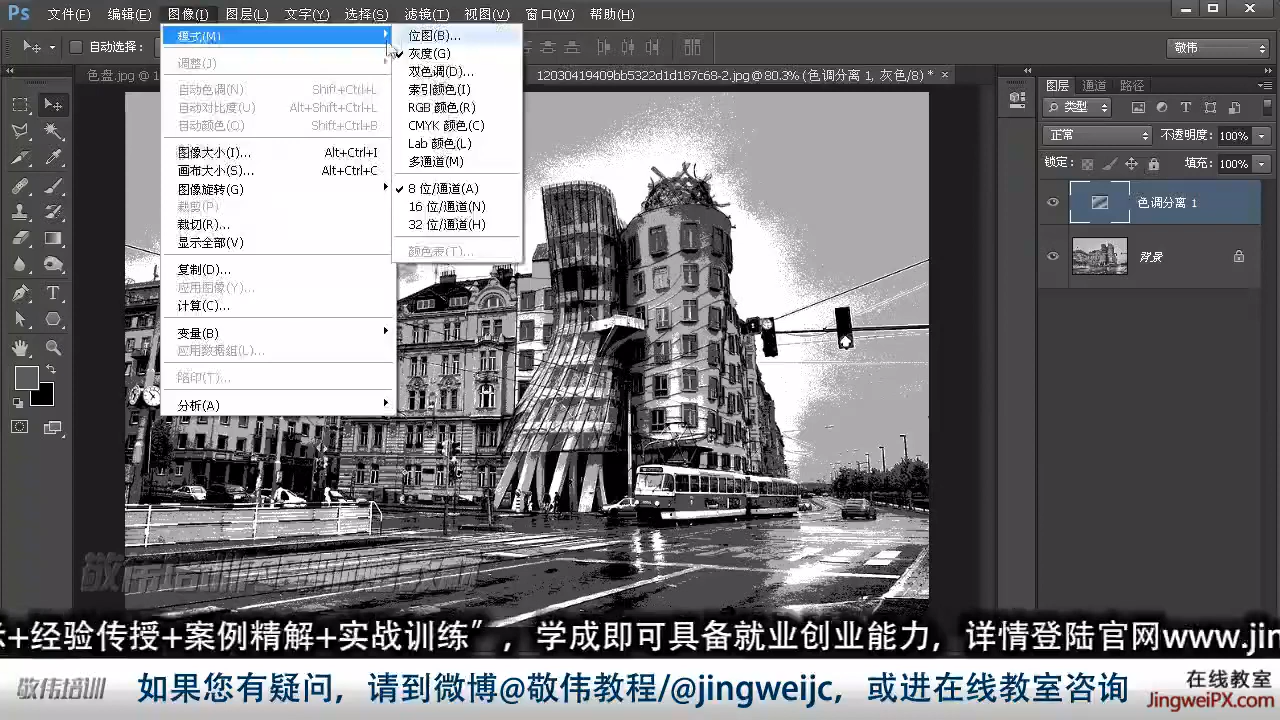 Ps 文件(F) 编辑(E) 图像(I) 图层(L) 文字(Y) 选择(S) 滤镜(T) 视图(V) 窗口(W) 帮助(H)
自动选择： 敬伟
色盘.jpg @ 1 12030419409bb5322d1d187c68-2.jpg @ 80.3% (色调分离 1, 灰色/8) * ×
模式(M)
调整(J)
自动色调(N) Shift+Ctrl+L
自动对比度(U) Alt+Shift+Ctrl+L
自动颜色(O) Shift+Ctrl+B
图像大小(I)... Alt+Ctrl+I
画布大小(S)... Alt+Ctrl+C
图像旋转(G)
裁剪(P)
裁切(R)...
显示全部(V)
复制(D)...
应用图像(Y)...
计算(C)...
变量(B)
应用数据组(L)...
陷印(T)...
分析(A)
位图(B)...
灰度(G)
双色调(D)...
索引颜色(I)
RGB 颜色(R)
CMYK 颜色(C)
Lab 颜色(L)
多通道(M)
8 位/通道(A)
16 位/通道(N)
32 位/通道(H)
颜色表(T)...
图层 通道 路径
类型
正常 不透明度： 100%
锁定： 填充： 100%
色调分离 1
背景
+经验传授+案例精解+实战训练”，学成即可具备就业创业能力，详情登陆官网www.jin
敬伟培训 如果您有疑问，请到微博@敬伟教程/@jingweijc，或进在线教室咨询
在线教室
JingweiPX.com